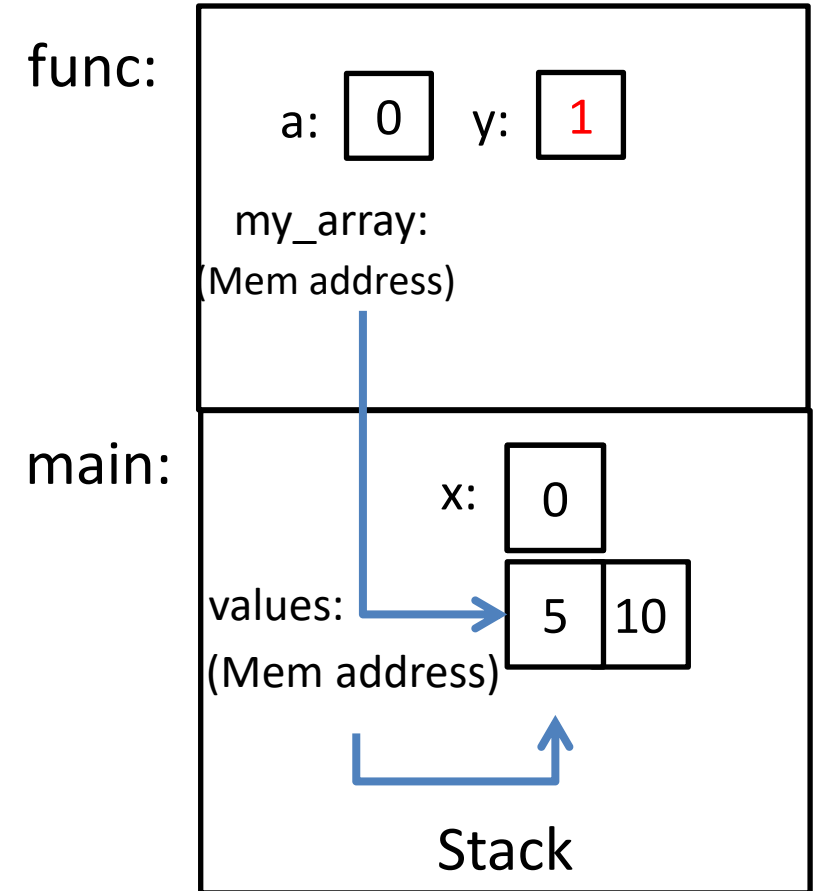 func:
a: 0 y: 1
my_array:
(Mem address)
main:
x: 0
values: 5 10
(Mem address)
Stack